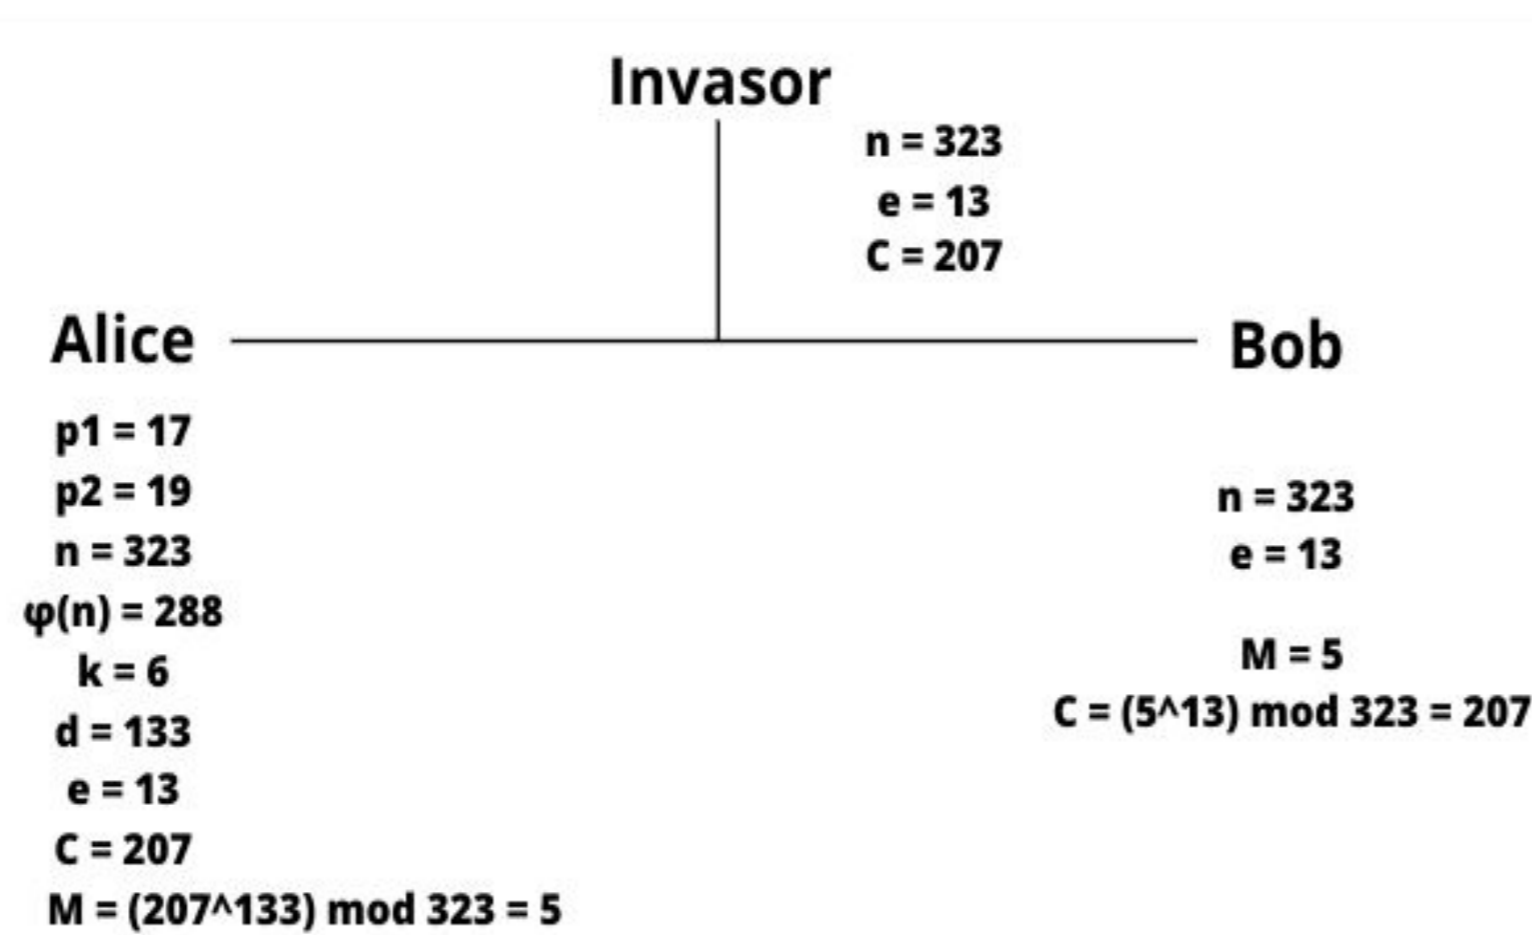 Invasor
n = 323
e = 13
C = 207
Alice
Bob
p1 = 17
p2 = 19
n = 323
φ(n) = 288
k = 6
d = 133
e = 13
C = 207
M = (207^133) mod 323 = 5
n = 323
e = 13
M = 5
C = (5^13) mod 323 = 207